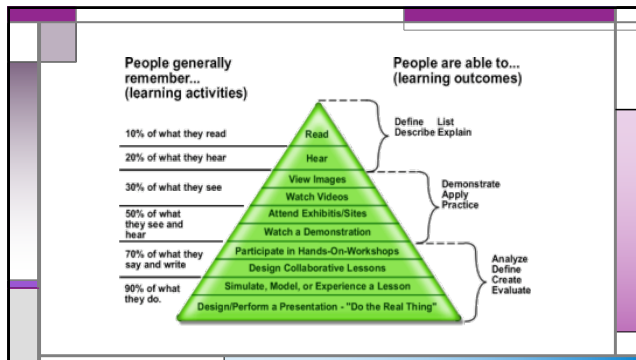 People generally
remember...
(learning activities)
People are able to...
(learning outcomes)
10% of what they read
20% of what they hear
30% of what they see
50% of what
they see and
hear
70% of what they
say and write
90% of what
they do.
Read
Hear
View Images
Watch Videos
Attend Exhibitis/Sites
Watch a Demonstration
Participate in Hands-On-Workshops
Design Collaborative Lessons
Simulate, Model, or Experience a Lesson
Design/Perform a Presentation - "Do the Real Thing"
Define List
Describe Explain
Demonstrate
Apply
Practice
Analyze
Define
Create
Evaluate